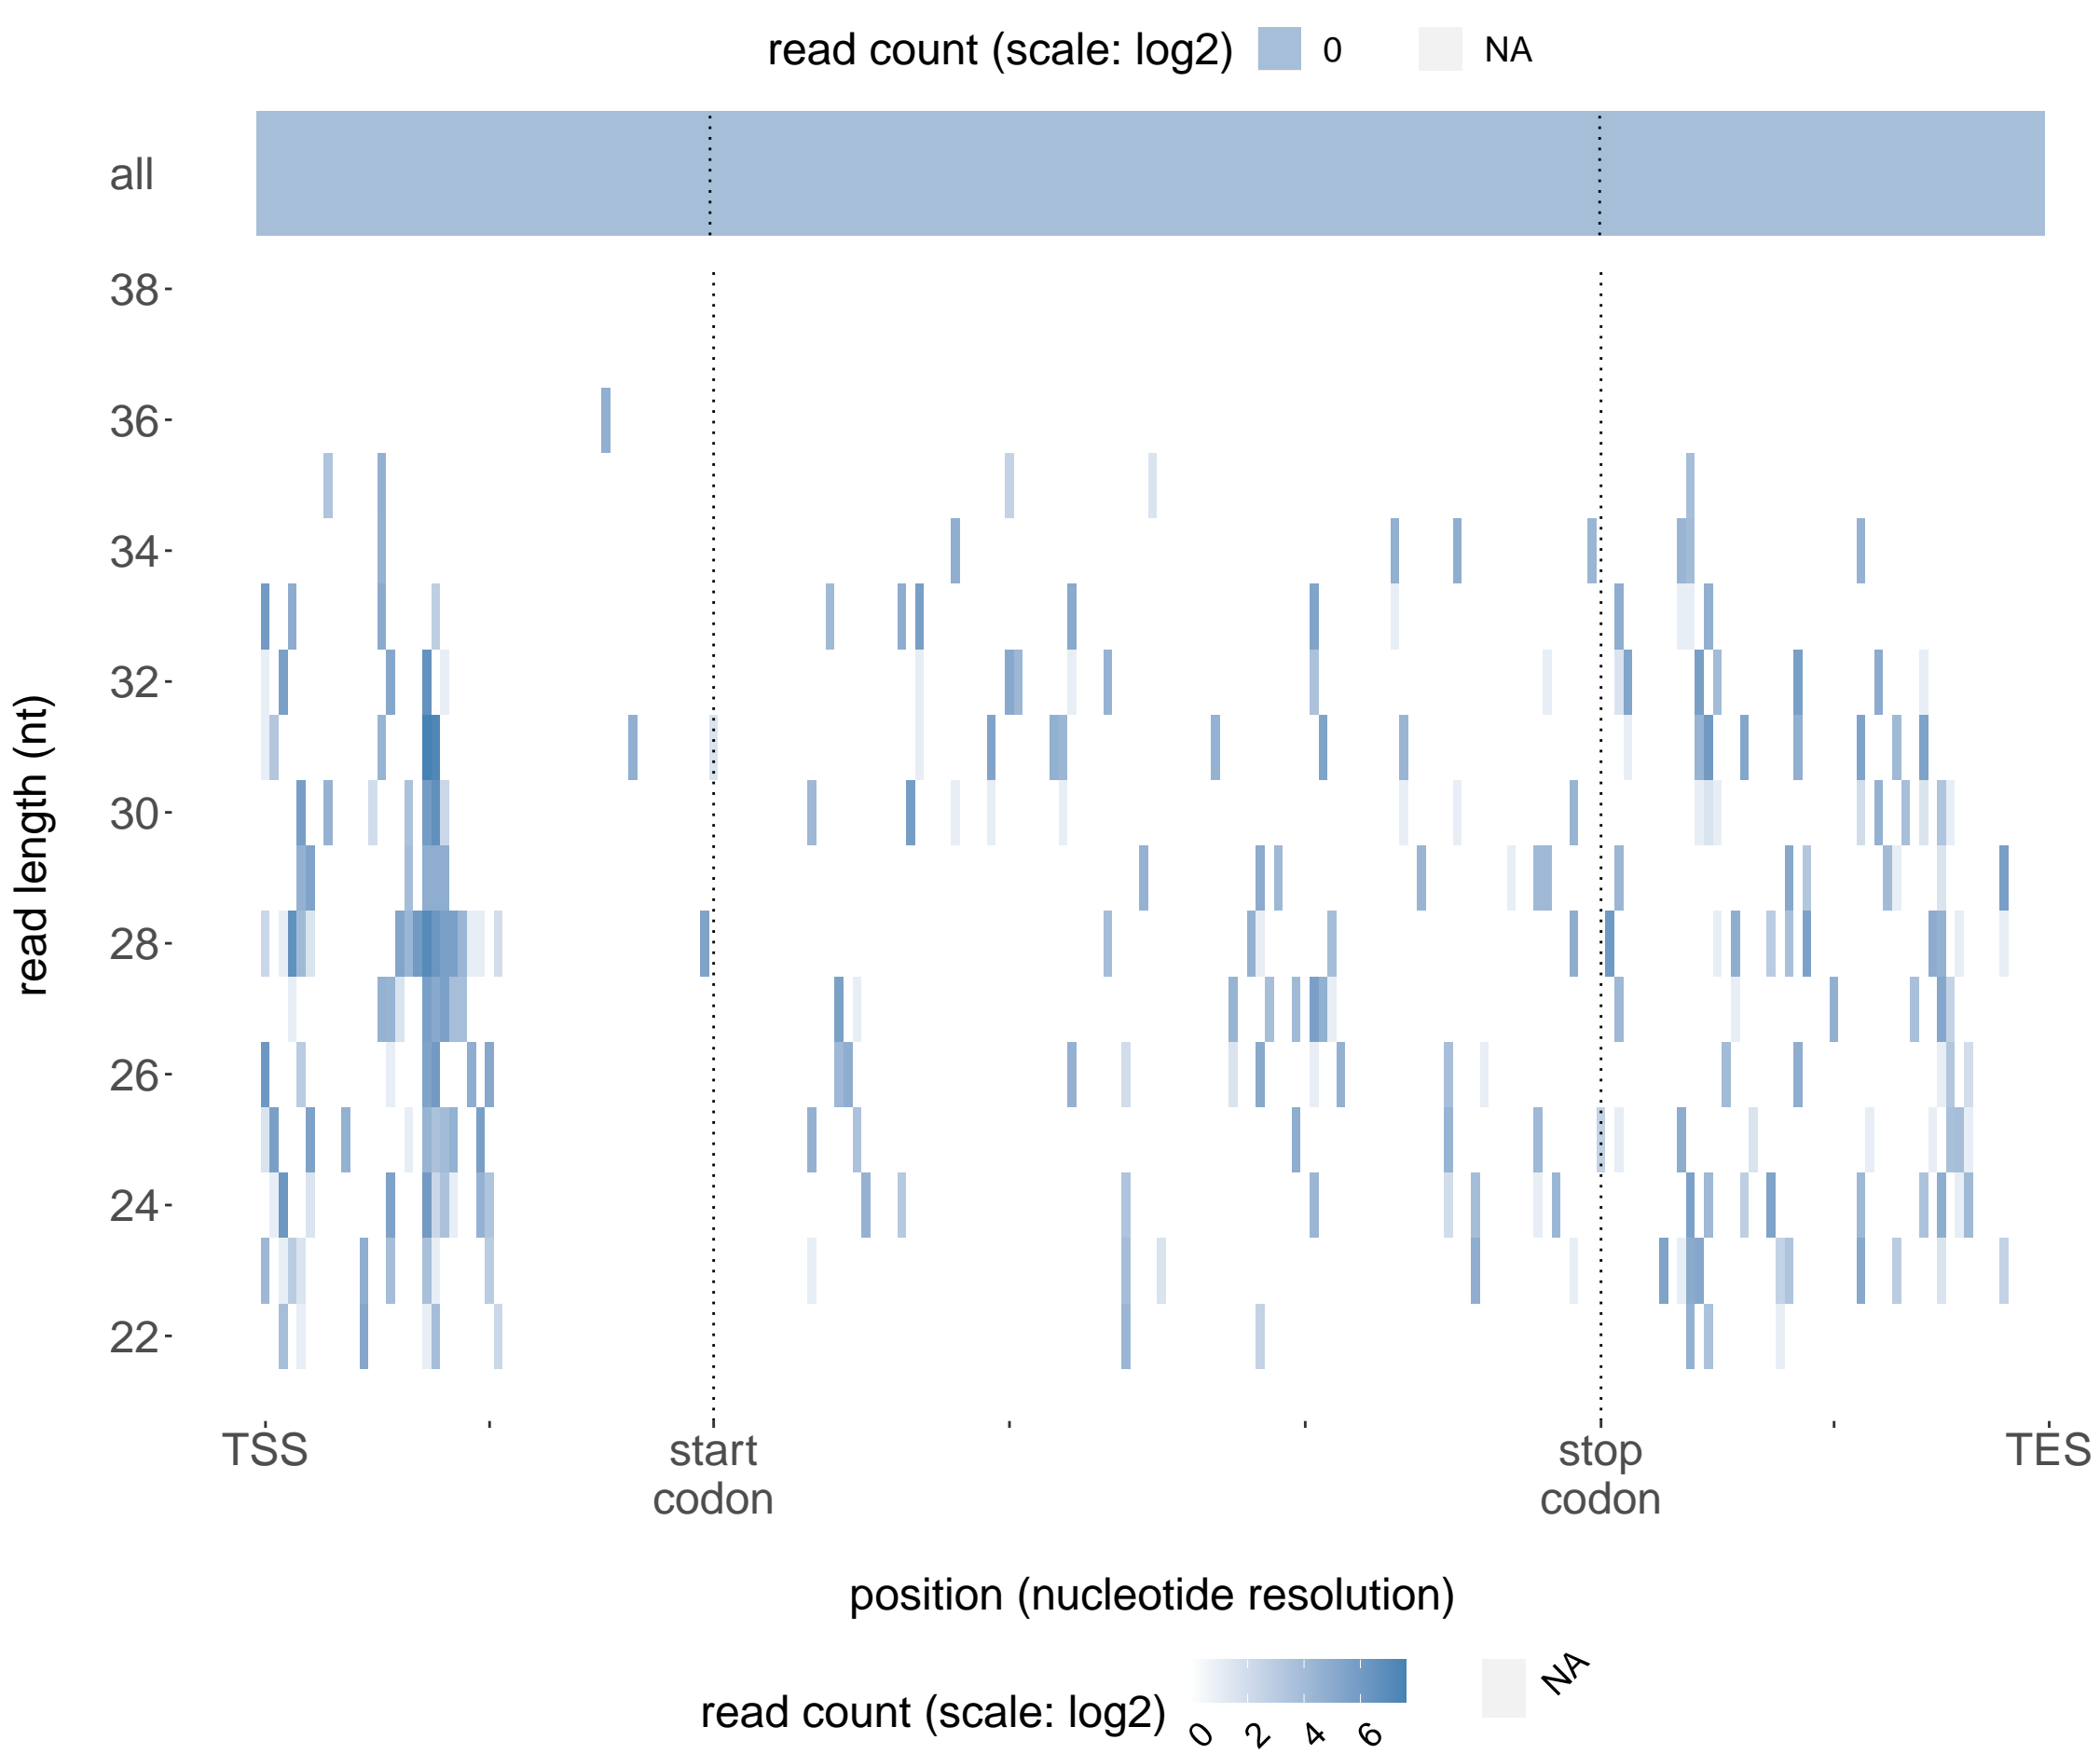 read count (scale: log2) 0 NA
all
38
36
34
32
30
28
26
24
22
read length (nt)
TSS start codon stop codon TES
position (nucleotide resolution)
read count (scale: log2) 0 2 4 6 NA